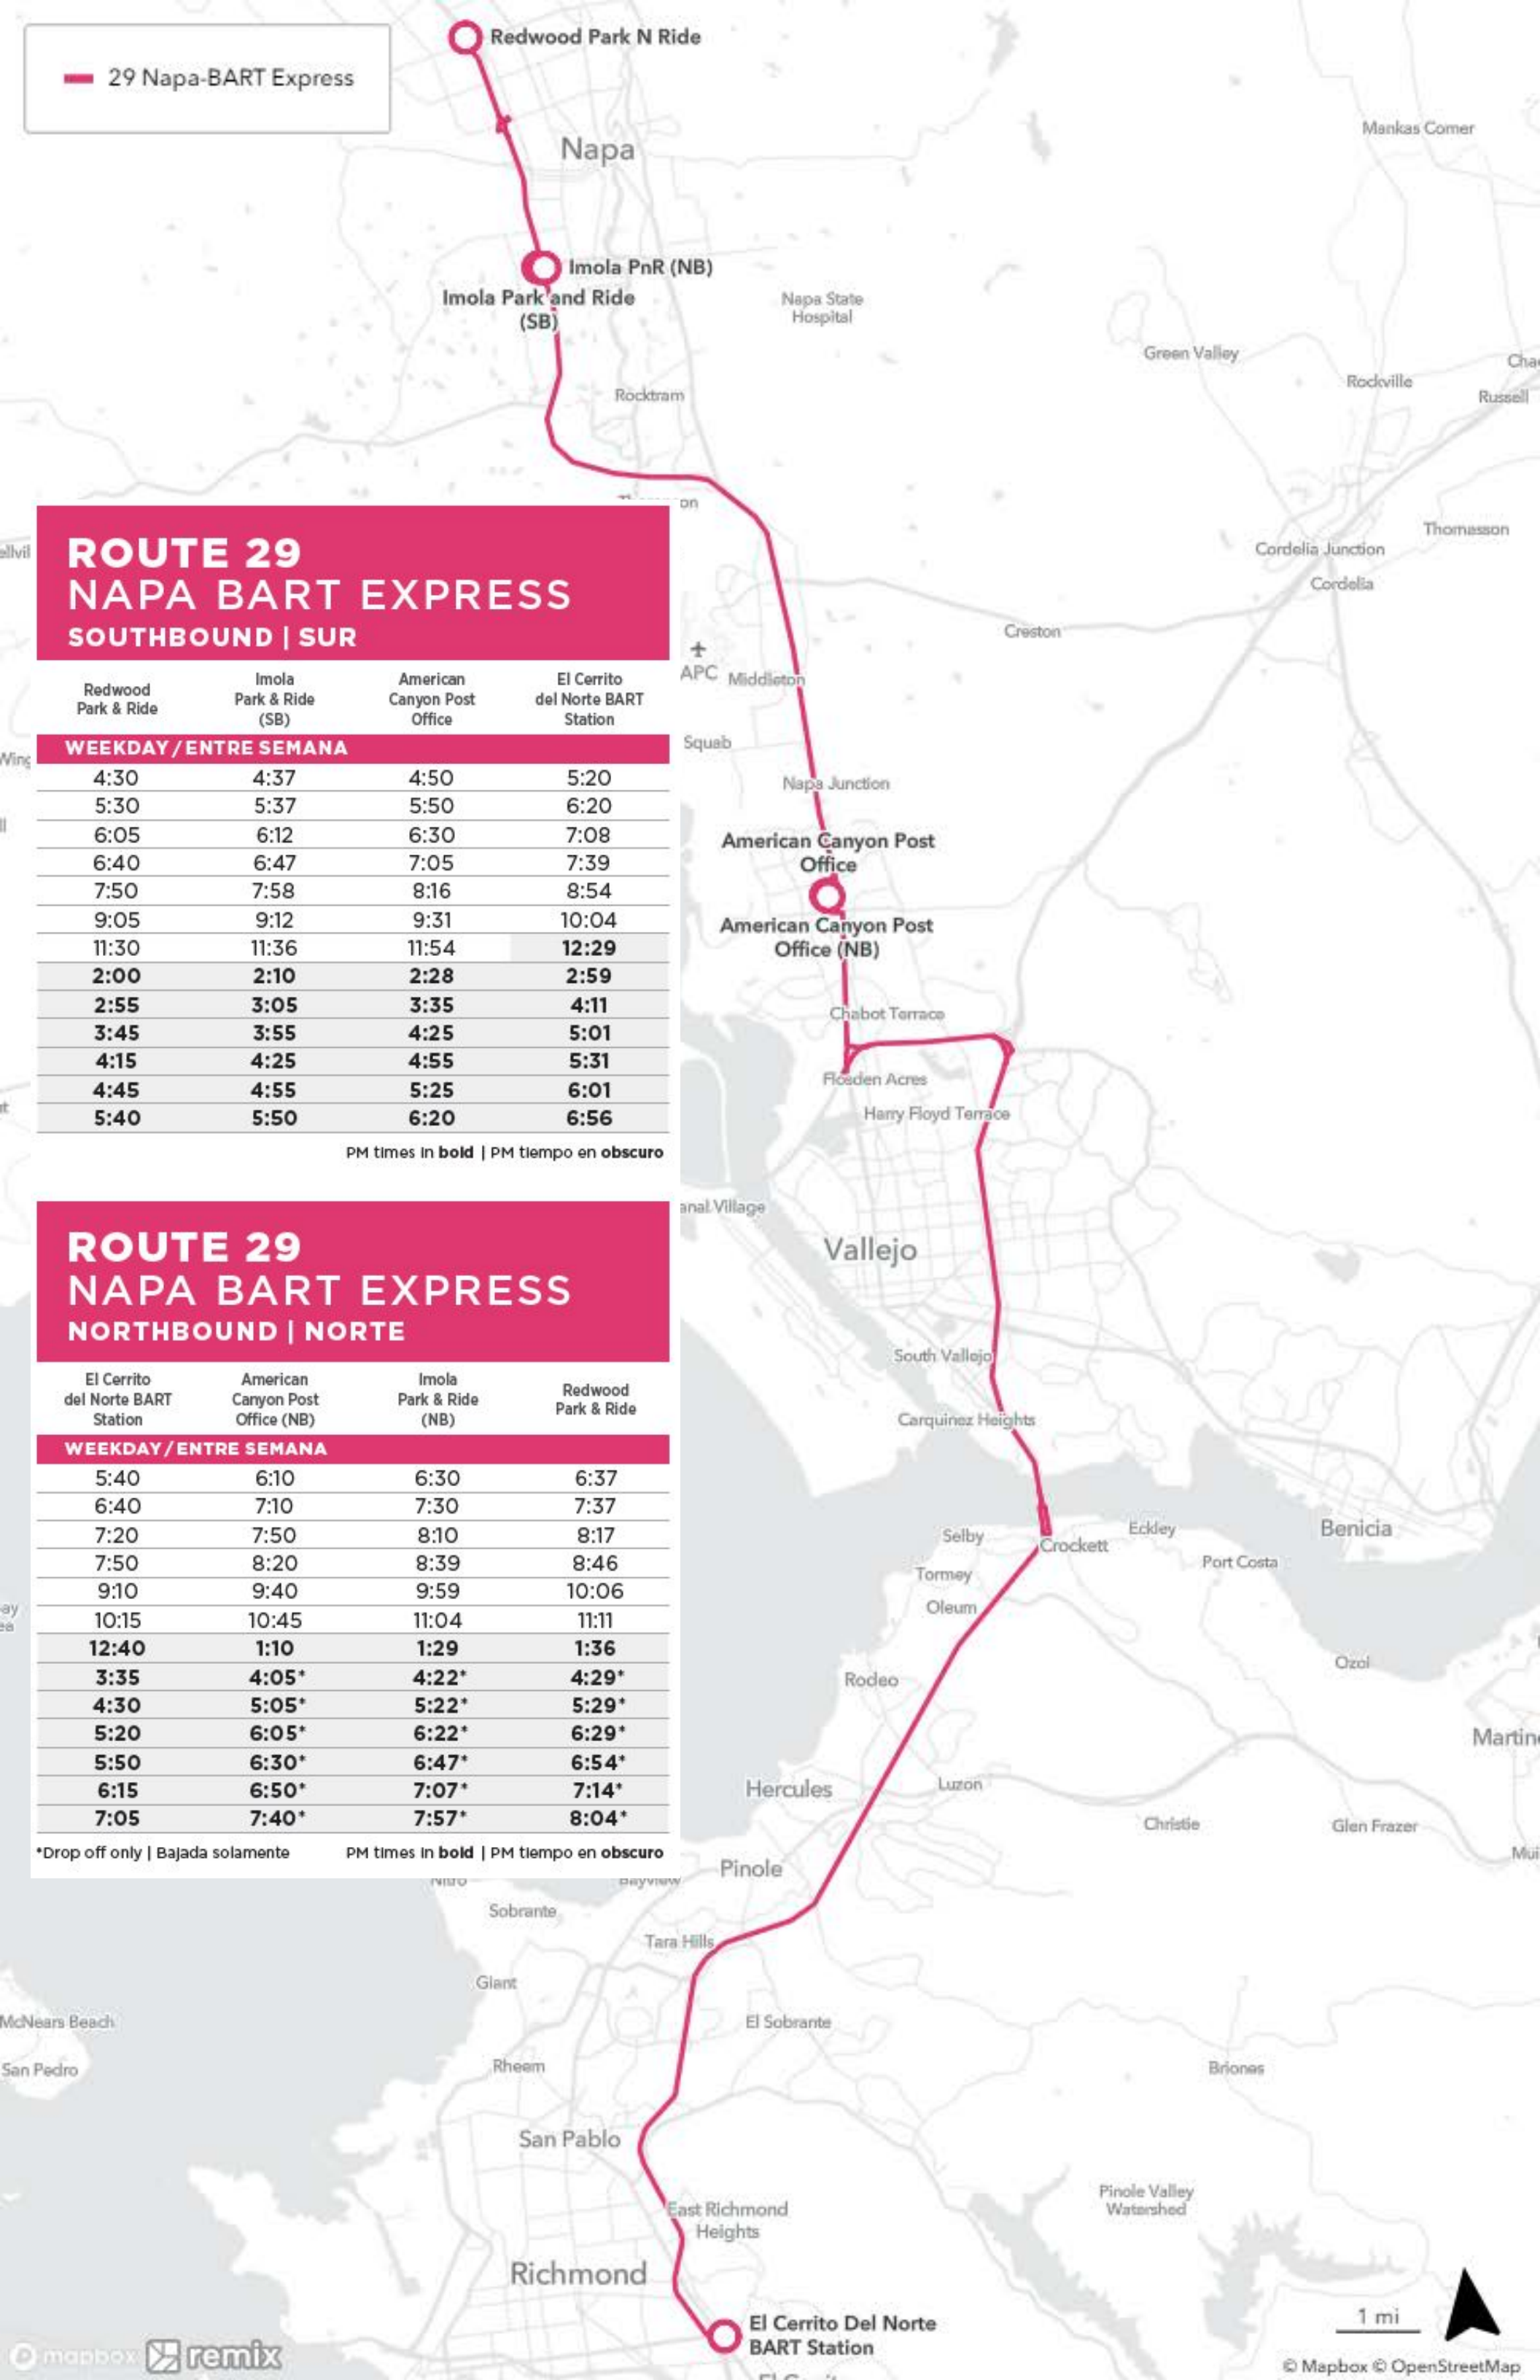 Redwood Park N Ride
29 Napa-BART Express
Mankas Corner
Napa
Imola PnR (NB)
Imola Park and Ride
(SB)
Napa State
Hospital
Green Valley
Rockville
Russell
Rocktram
Thomasson
Cordelia Junction
Cordelia
Creston
APC
Middleton
Squab
Napa Junction
American Canyon Post
Office
American Canyon Post
Office (NB)
Chabot Terrace
Flosden Acres
Harry Floyd Terrace
ROUTE 29
NAPA BART EXPRESS
SOUTHBOUND | SUR
Redwood
Park & Ride
Imola
Park & Ride
(SB)
American
Canyon Post
Office
El Cerrito
del Norte BART
Station
WEEKDAY/ENTRE SEMANA
4:30 4:37 4:50 5:20
5:30 5:37 5:50 6:20
6:05 6:12 6:30 7:08
6:40 6:47 7:05 7:39
7:50 7:58 8:16 8:54
9:05 9:12 9:31 10:04
11:30 11:36 11:54 12:29
2:00 2:10 2:28 2:59
2:55 3:05 3:35 4:11
3:45 3:55 4:25 5:01
4:15 4:25 4:55 5:31
4:45 4:55 5:25 6:01
5:40 5:50 6:20 6:56
PM times in bold | PM tiempo en obscuro
ROUTE 29
NAPA BART EXPRESS
NORTHBOUND | NORTE
El Cerrito
del Norte BART
Station
American
Canyon Post
Office (NB)
Imola
Park & Ride
(NB)
Redwood
Park & Ride
WEEKDAY/ENTRE SEMANA
5:40 6:10 6:30 6:37
6:40 7:10 7:30 7:37
7:20 7:50 8:10 8:17
7:50 8:20 8:39 8:46
9:10 9:40 9:59 10:06
10:15 10:45 11:04 11:11
12:40 1:10 1:29 1:36
3:35 4:05* 4:22* 4:29*
4:30 5:05* 5:22* 5:29*
5:20 6:05* 6:22* 6:29*
5:50 6:30* 6:47* 6:54*
6:15 6:50* 7:07* 7:14*
7:05 7:40* 7:57* 8:04*
*Drop off only | Bajada solamente PM times in bold | PM tiempo en obscuro
Vallejo
South Vallejo
Carquinez Heights
Selby
Crockett
Eckley
Benicia
Port Costa
Tormey
Oleum
Ozol
Rodeo
Hercules
Luzon
Christie
Glen Frazer
Pinole
Sobrante
Tara Hills
Giant
McNears Beach
El Sobrante
San Pedro
Rheem
Briones
San Pablo
Pinole Valley
Watershed
East Richmond
Heights
Richmond
El Cerrito Del Norte
BART Station
1 mi
mapbox remix
© Mapbox © OpenStreetMap